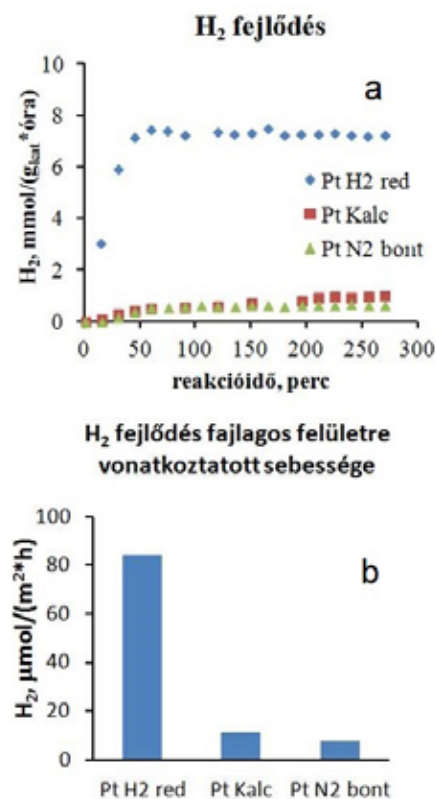 H₂ fejlődés
a
H₂, mmol/(gkat*óra)
8
6
4
2
0
Pt H2 red
Pt Kalc
Pt N2 bont
0 50 100 150 200 250 300
reakcióidő, perc
H₂ fejlődés fajlagos felületre
vonatkoztatott sebessége
b
H₂, µmol/(m²*h)
100
80
60
40
20
0
Pt H2 red Pt Kalc Pt N2 bont